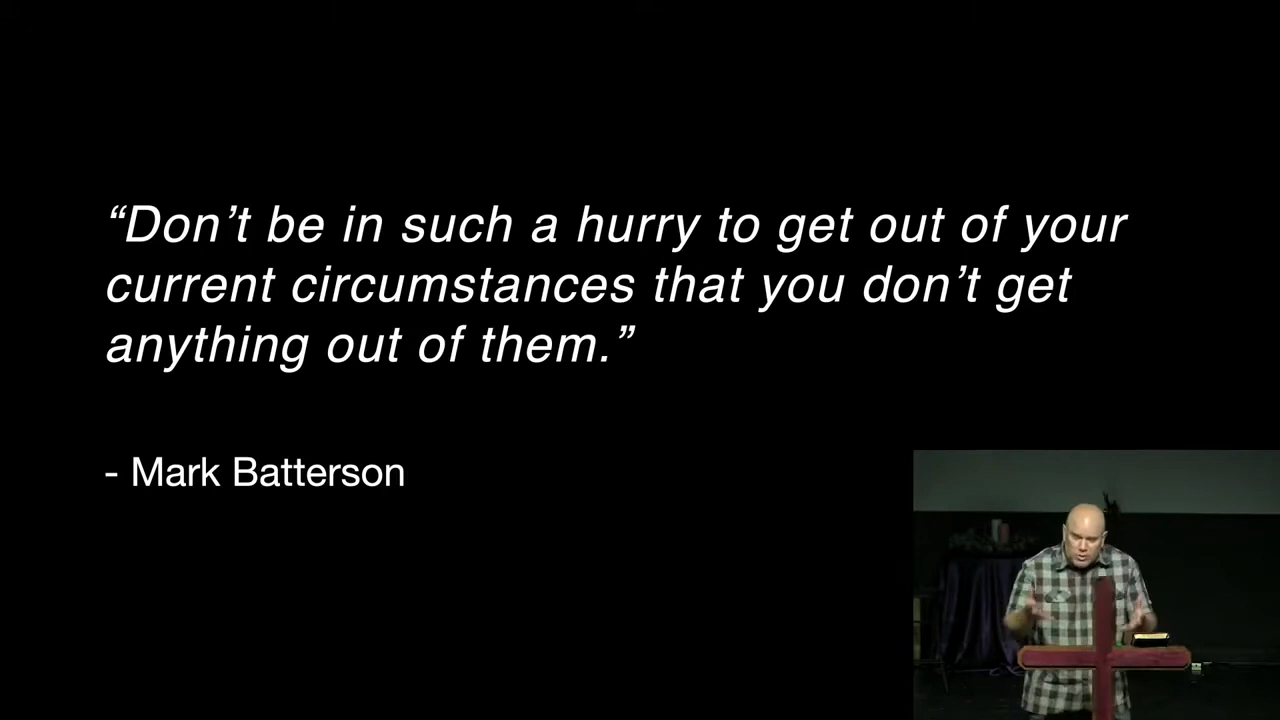 “Don’t be in such a hurry to get out of your
current circumstances that you don’t get
anything out of them.”
- Mark Batterson